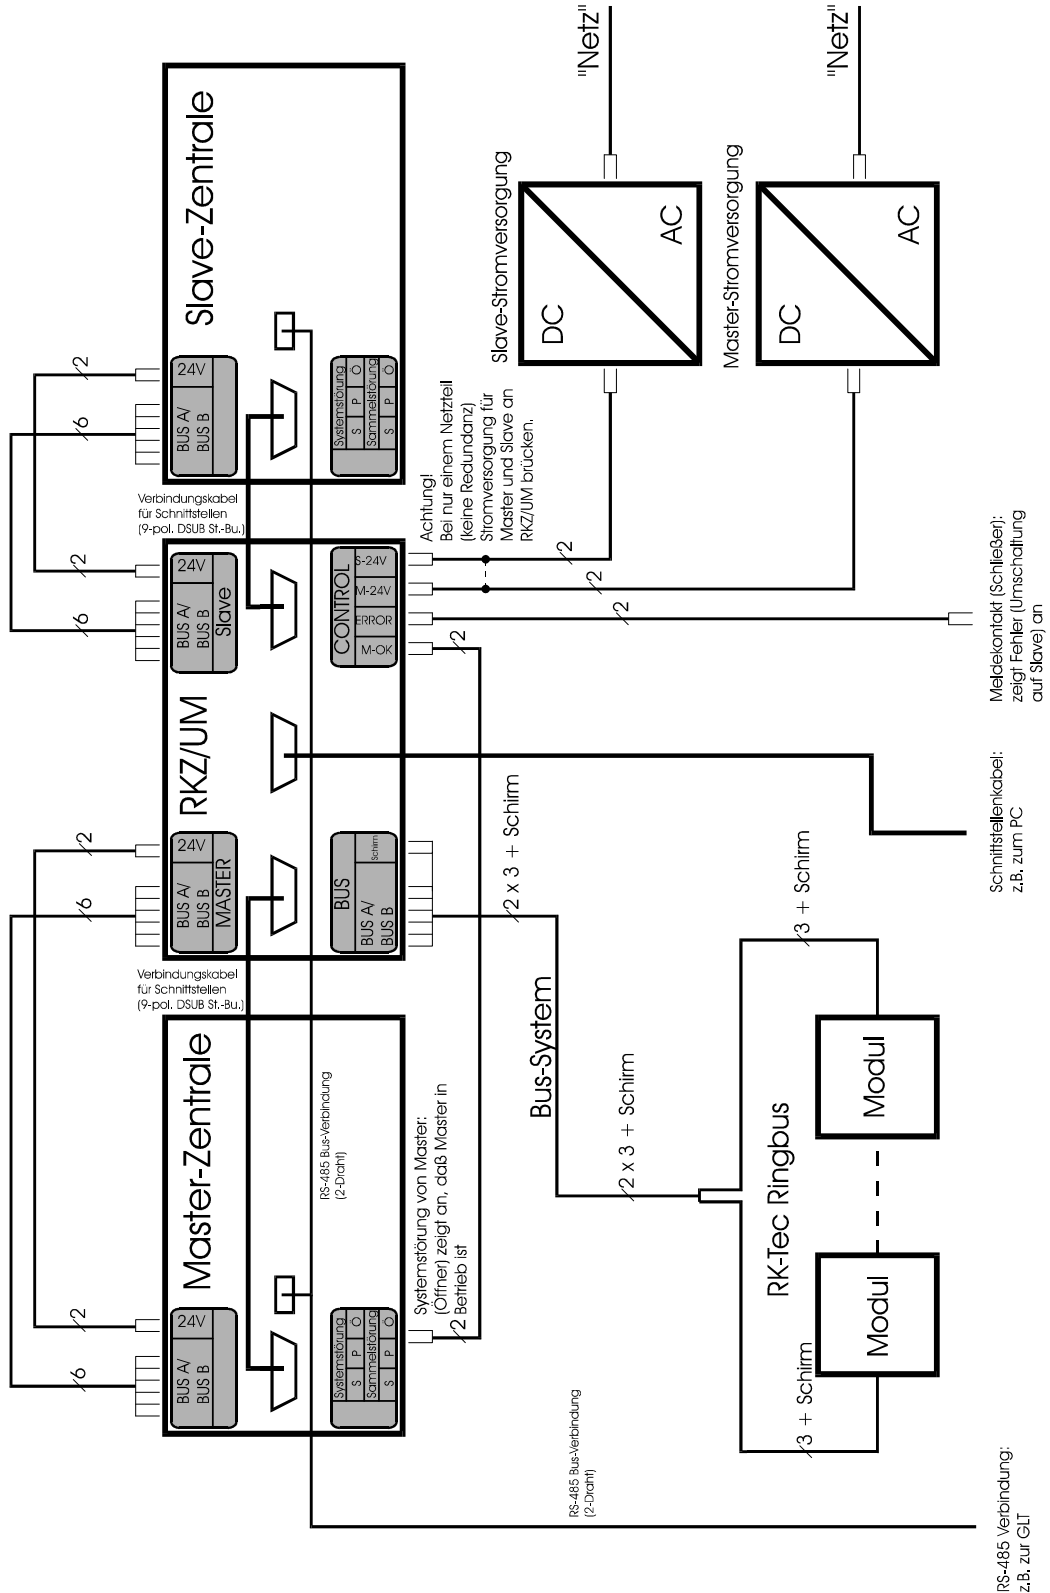 Master-Zentrale
BUS A/
BUS B
24V
Systemstörung
S P Ö
Sammelstörung
S P Ö
2
6
Verbindungskabel
für Schnittstellen
(9-pol. DSUB St.-Bu.)
RS-485 Bus-Verbindung
(2-Draht)
Systemstörung von Master:
(Öffner) zeigt an, daß Master in
Betrieb ist
2
RKZ/UM
BUS A/
BUS B
24V
MASTER
2
6
BUS
BUS A/
BUS B
Schirm
BUS A/
BUS B
24V
Slave
2
6
CONTROL
M-OK
ERROR
M-24V
S-24V
Verbindungskabel
für Schnittstellen
(9-pol. DSUB St.-Bu.)
Slave-Zentrale
BUS A/
BUS B
24V
2
6
Systemstörung
S P Ö
Sammelstörung
S P Ö
Achtung!
Bei nur einem Netzteil
(keine Redundanz)
Stromversorgung für
Master und Slave an
RKZ/UM brücken.
2
2
2
2
2 x 3 + Schirm
Bus-System
2 x 3 + Schirm
Slave-Stromversorgung
DC
AC
"Netz"
Master-Stromversorgung
DC
AC
"Netz"
RK-Tec Ringbus
3 + Schirm
Modul
Modul
3 + Schirm
RS-485 Bus-Verbindung
(2-Draht)
RS-485 Verbindung:
z.B. zur GLT
Schnittstellenkabel:
z.B. zum PC
Meldekontakt (Schließer):
zeigt Fehler (Umschaltung
auf Slave) an